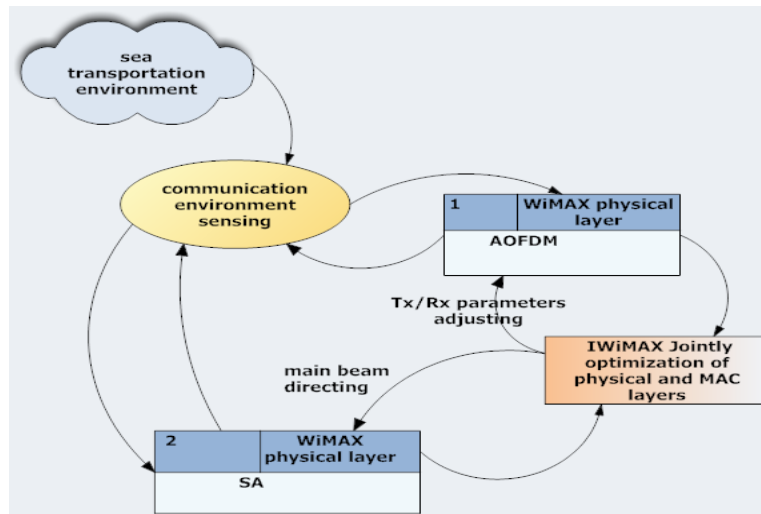 sea
transportation
environment
communication
environment
sensing
1
WiMAX physical
layer
AOFDM
Tx/Rx parameters
adjusting
IWiMAX Jointly
optimization of
physical and MAC
layers
main beam
directing
2
WiMAX
physical layer
SA